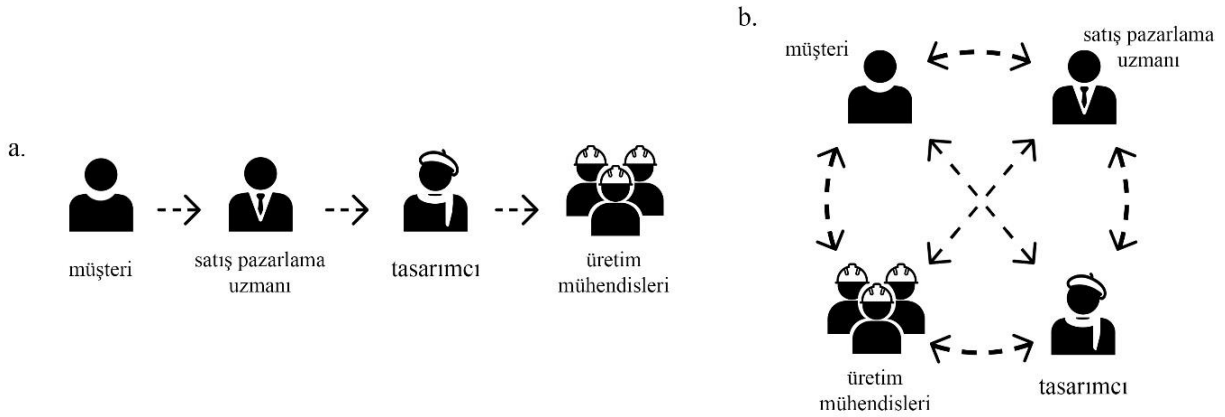 a.
müşteri
satış pazarlama
uzmanı
tasarımcı
üretim
mühendisleri
b.
müşteri
satış pazarlama
uzmanı
üretim
mühendisleri
tasarımcı